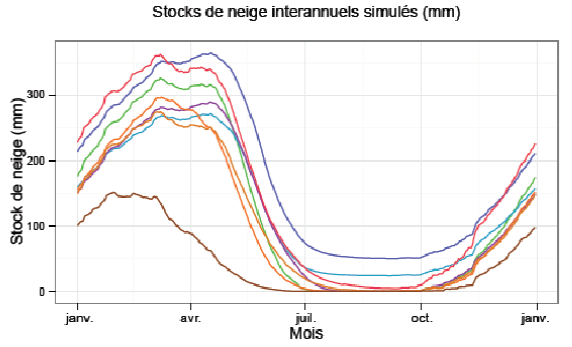 Stocks de neige interannuels simulés (mm)
Stock de neige (mm)
300
200
100
0
janv. avr. juil. oct. janv.
Mois